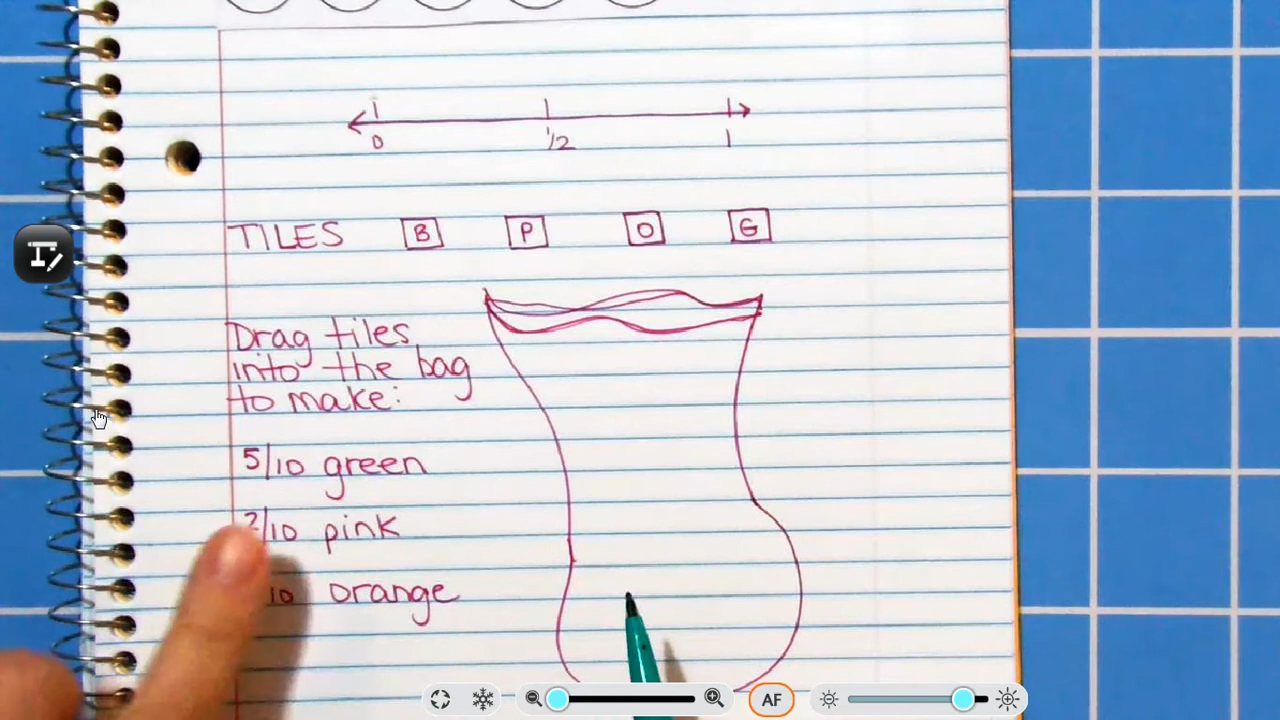 0 1/2 1
TILES B P O G
Drag tiles
into the bag
to make:
5/10 green
/10 pink
10 orange
AF